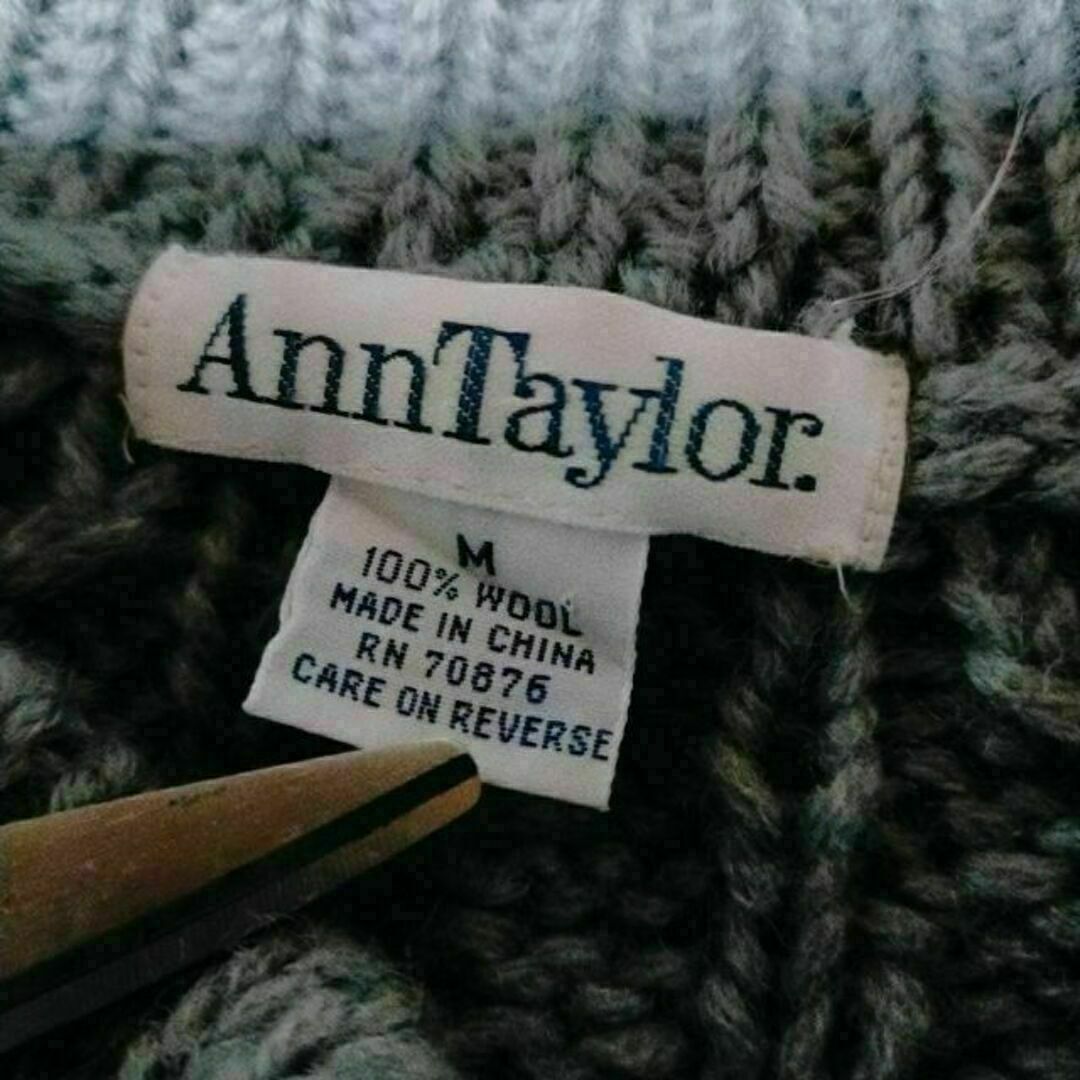 AnnTaylor.
M
100% WOOL
MADE IN CHINA
RN 70876
CARE ON REVERSE